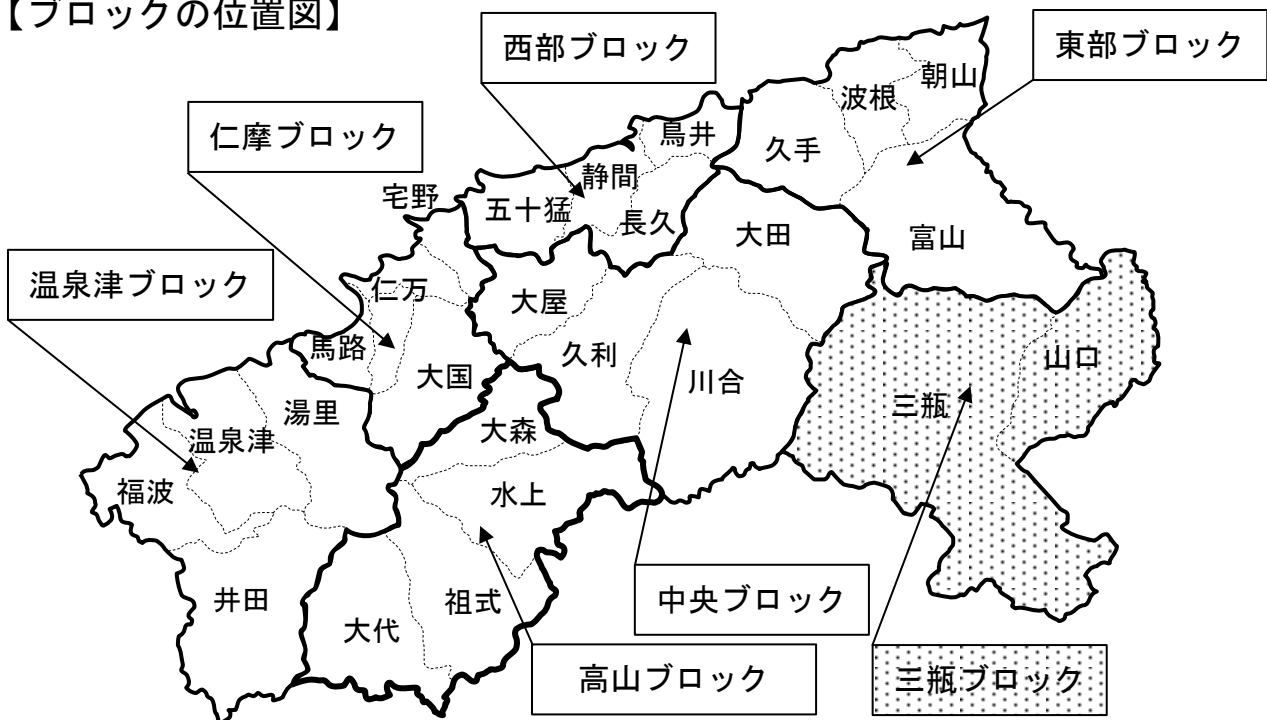 【ブロックの位置図】
西部ブロック
東部ブロック
朝山
波根
仁摩ブロック
鳥井
久手
静間
宅野
五十猛
長久
大田
富山
温泉津ブロック
仁万
大屋
馬路
久利
山口
大国
川合
三瓶
湯里
大森
温泉津
福波
水上
井田
祖式
中央ブロック
大代
高山ブロック
三瓶ブロック